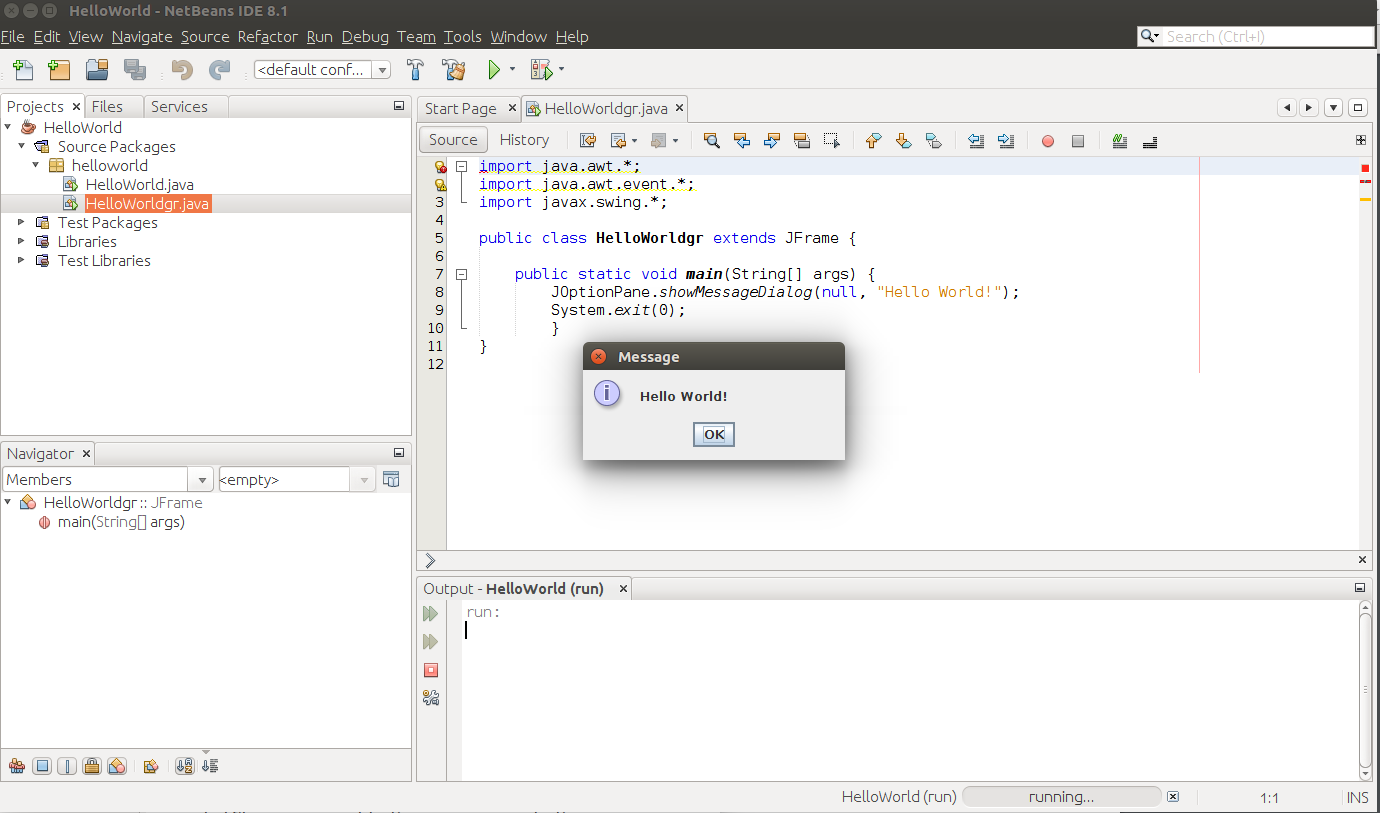 HelloWorld - NetBeans IDE 8.1
File Edit View Navigate Source Refactor Run Debug Team Tools Window Help
Search (Ctrl+I)
<default conf...
Projects Files Services
HelloWorld
Source Packages
helloworld
HelloWorld.java
HelloWorldgr.java
Test Packages
Libraries
Test Libraries
Navigator
Members <empty>
HelloWorldgr :: JFrame
main(String[] args)
Start Page HelloWorldgr.java
Source History
import java.awt.*;
import java.awt.event.*;
3 import javax.swing.*;
4
5 public class HelloWorldgr extends JFrame {
6
7 public static void main(String[] args) {
8 JOptionPane.showMessageDialog(null, "Hello World!");
9 System.exit(0);
10 }
11 }
12
Message
i Hello World!
OK
Output - HelloWorld (run)
run:
HelloWorld (run) running... 1:1 INS